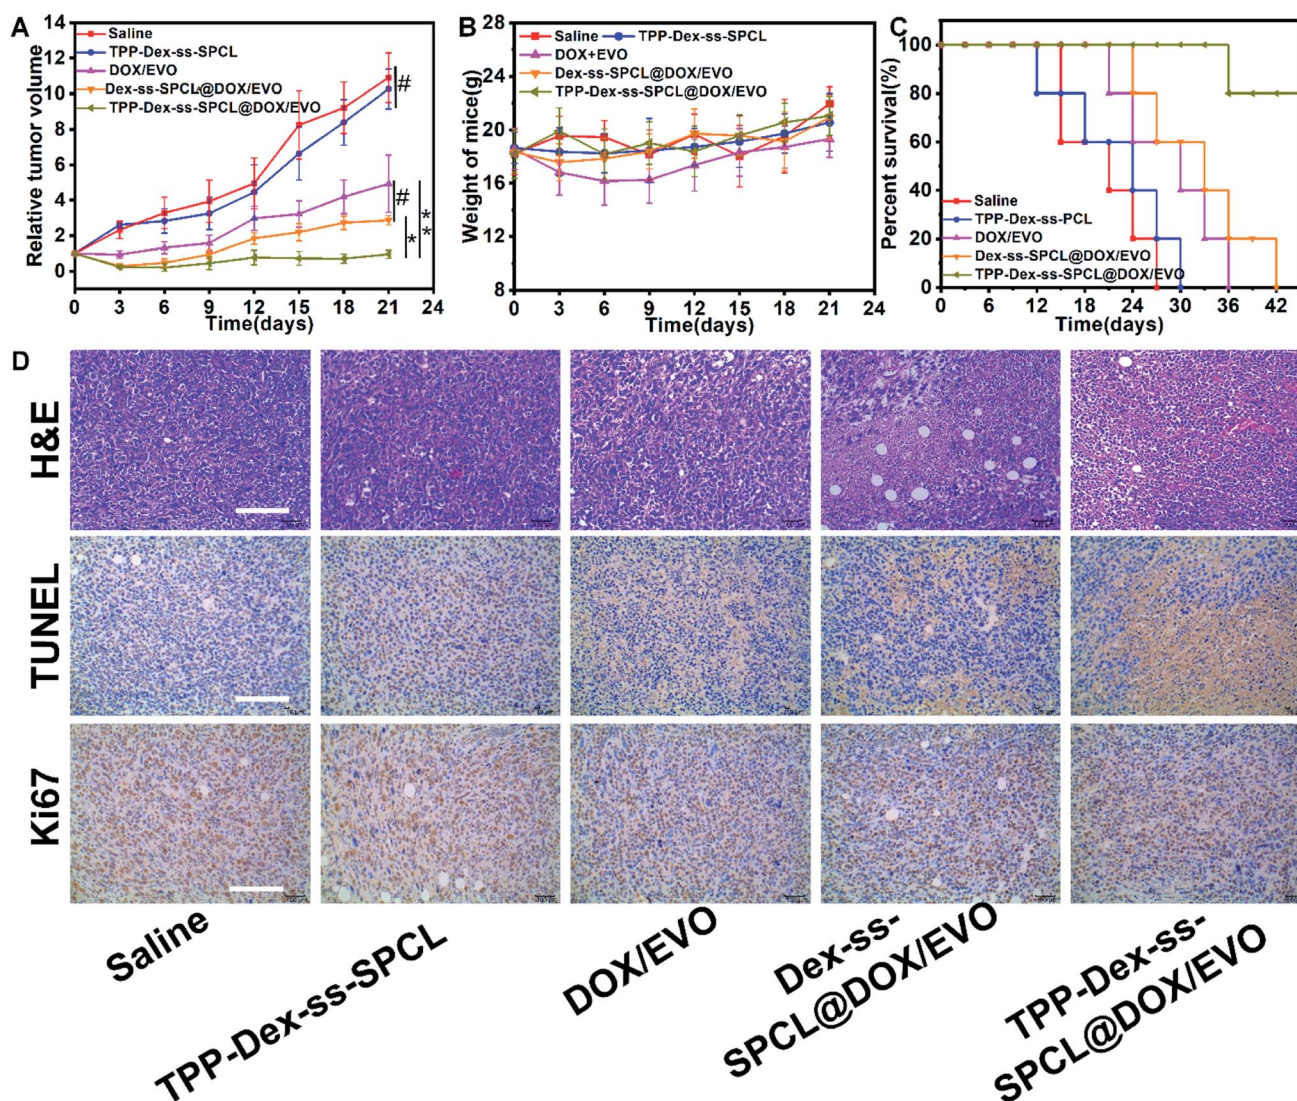 A
Relative tumor volume
14
12
10
8
6
4
2
0
Saline
TPP-Dex-ss-SPCL
DOX/EVO
Dex-ss-SPCL@DOX/EVO
TPP-Dex-ss-SPCL@DOX/EVO
#
#
*
**
0 3 6 9 12 15 18 21 24
Time(days)
B
Weight of mice(g)
28
24
20
16
12
8
Saline TPP-Dex-ss-SPCL
DOX+EVO
Dex-ss-SPCL@DOX/EVO
TPP-Dex-ss-SPCL@DOX/EVO
0 3 6 9 12 15 18 21 24
Time(days)
C
Percent survival(%)
100
80
60
40
20
0
Saline
TPP-Dex-ss-PCL
DOX/EVO
Dex-ss-SPCL@DOX/EVO
TPP-Dex-ss-SPCL@DOX/EVO
0 6 12 18 24 30 36 42
Time(days)
D
H&E
TUNEL
Ki67
Saline
TPP-Dex-ss-SPCL
DOX/EVO
Dex-ss-
SPCL@DOX/EVO
TPP-Dex-ss-
SPCL@DOX/EVO